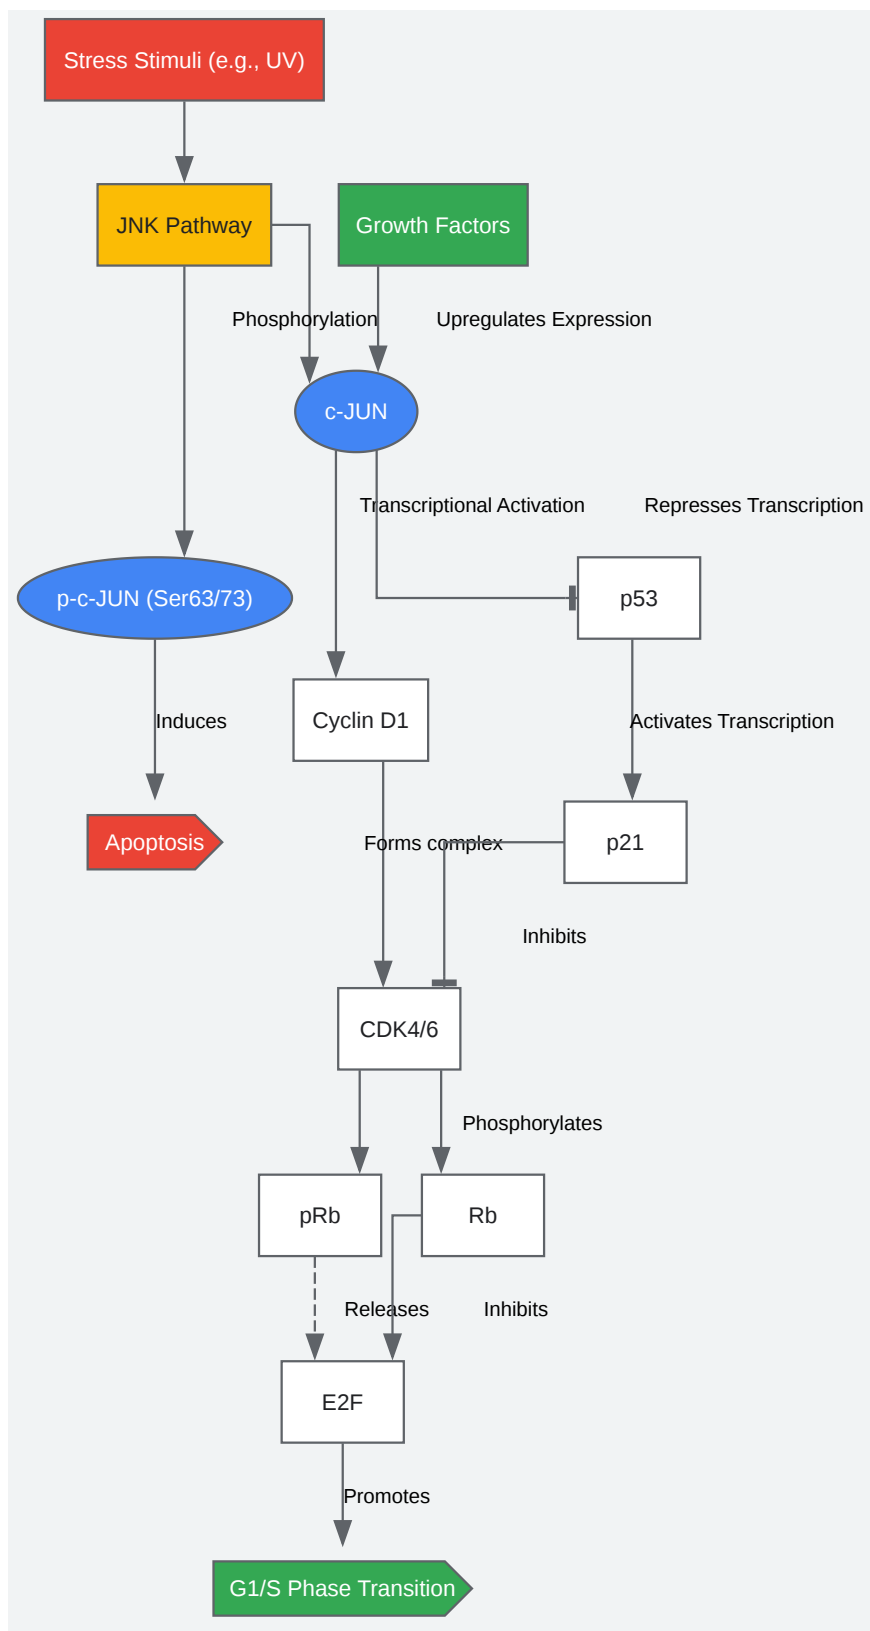 Stress Stimuli (e.g., UV)
JNK Pathway
Growth Factors
Phosphorylation
Upregulates Expression
c-JUN
Transcriptional Activation
Represses Transcription
p-c-JUN (Ser63/73)
p53
Induces
Cyclin D1
Activates Transcription
Apoptosis
Forms complex
p21
Inhibits
CDK4/6
Phosphorylates
pRb
Rb
Releases
Inhibits
E2F
Promotes
G1/S Phase Transition